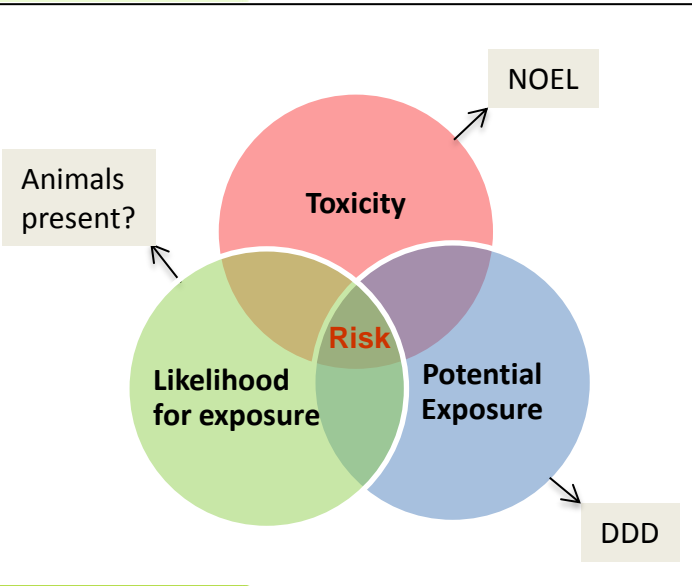 NOEL
Animals
present?
Toxicity
Risk
Likelihood
for exposure
Potential
Exposure
DDD